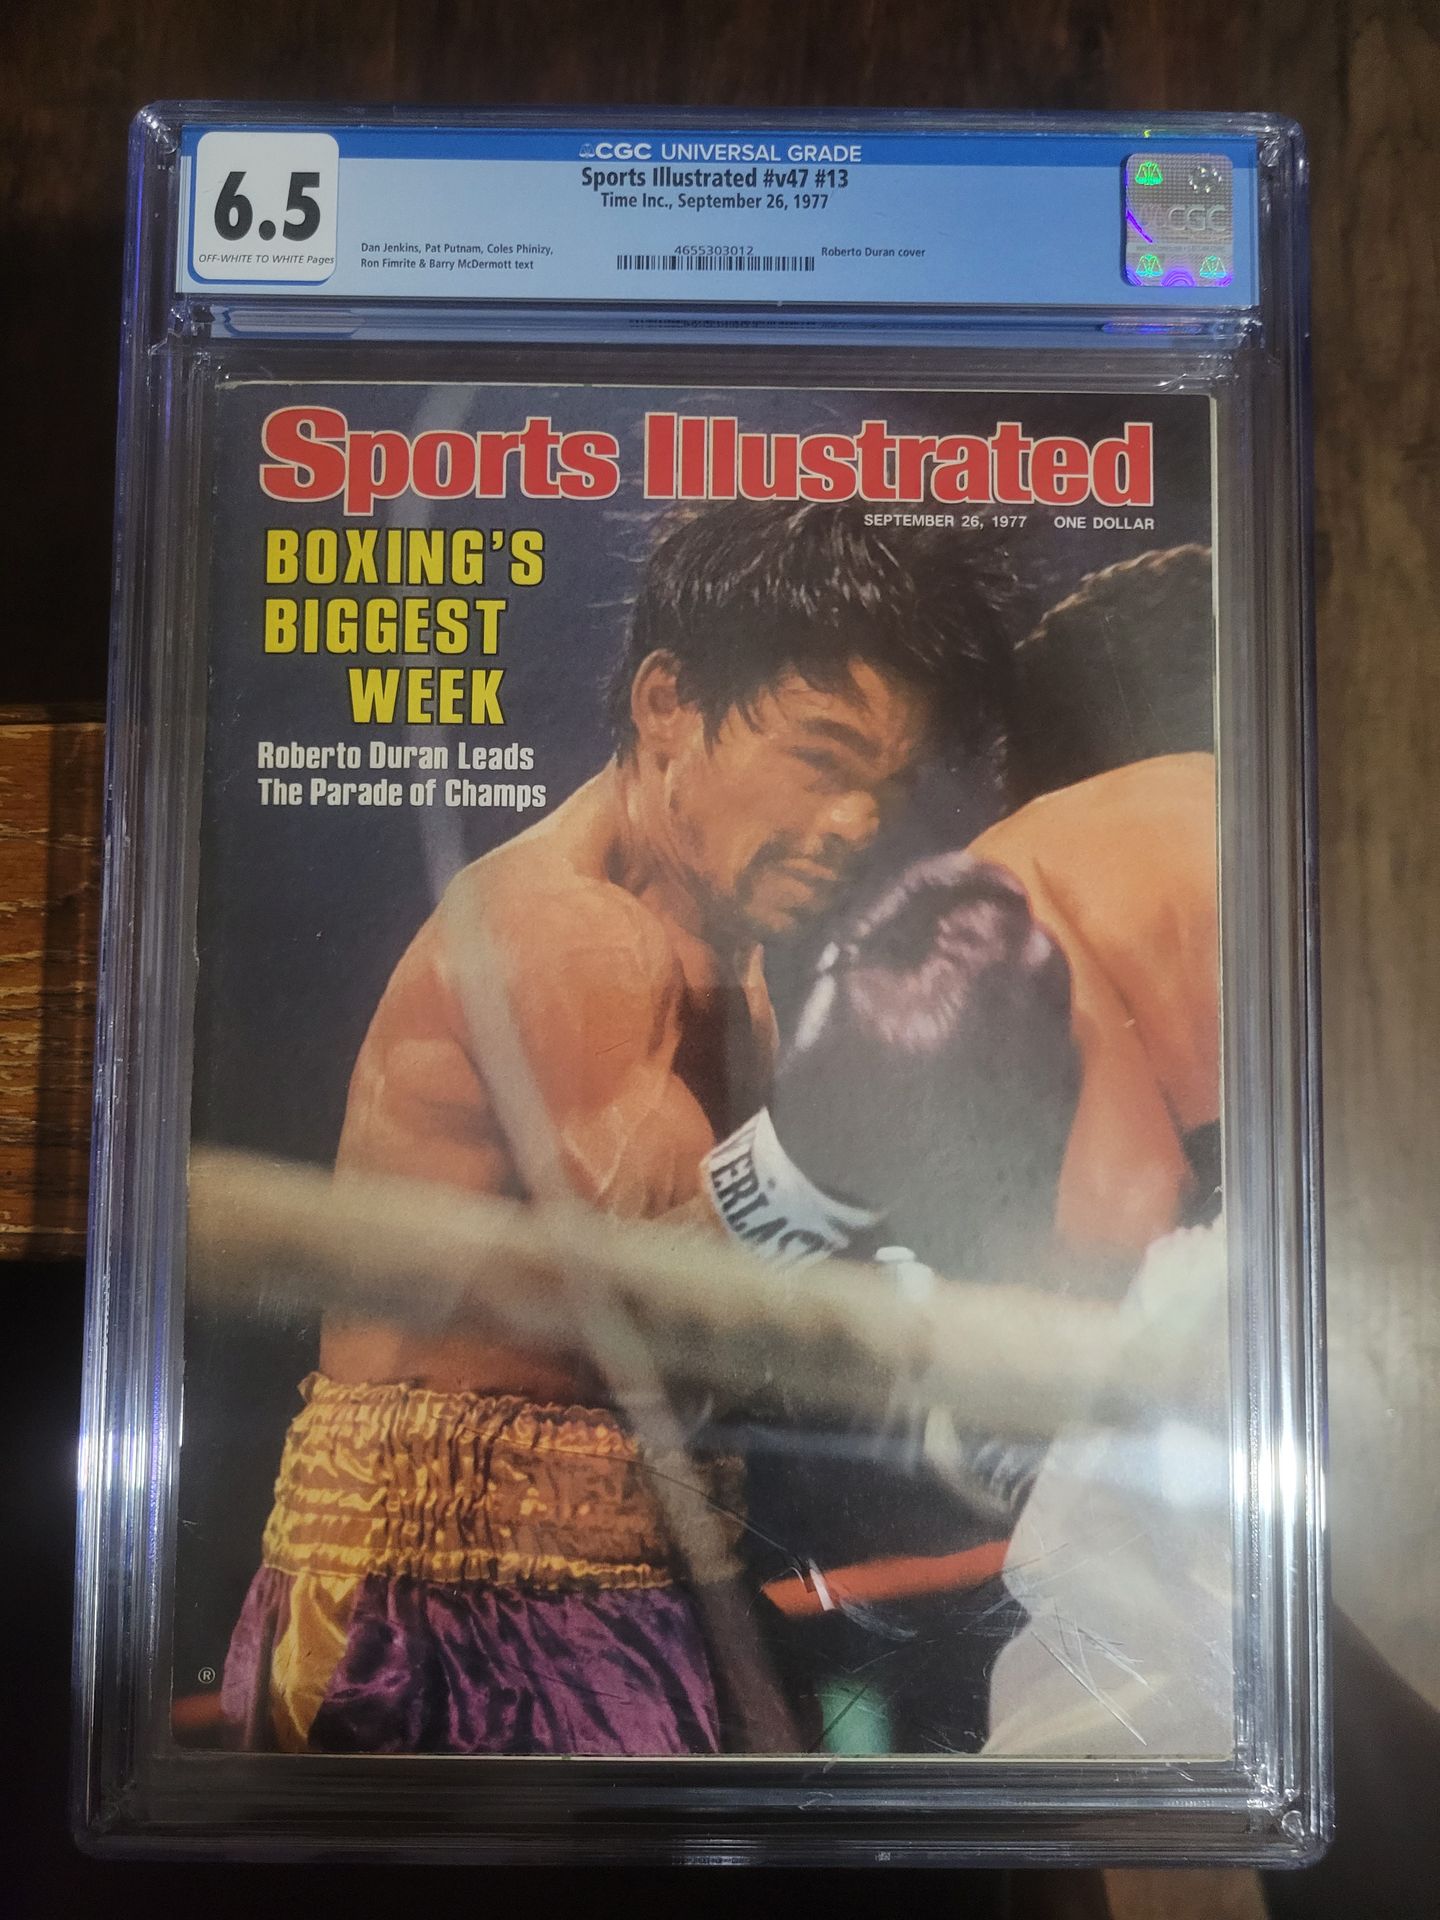 CGC UNIVERSAL GRADE
6.5
OFF-WHITE TO WHITE Pages
Sports Illustrated #v47 #13
Time Inc., September 26, 1977
Dan Jenkins, Pat Putnam, Coles Phinizy,
Ron Fimrite & Barry McDermott text
4655303012
Roberto Duran cover
CGC
Sports Illustrated
SEPTEMBER 26, 1977 ONE DOLLAR
BOXING'S
BIGGEST
WEEK
Roberto Duran Leads
The Parade of Champs
®